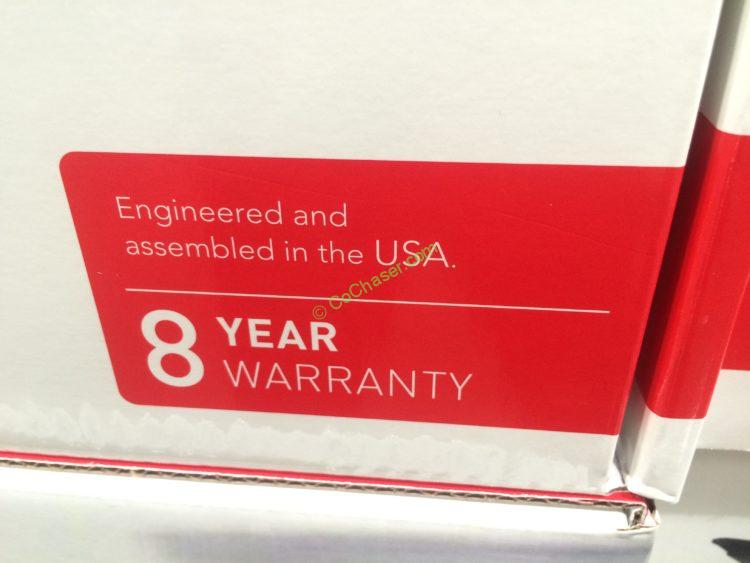 Engineered and
assembled in the USA.
© CoChaser.com
8 YEAR
WARRANTY